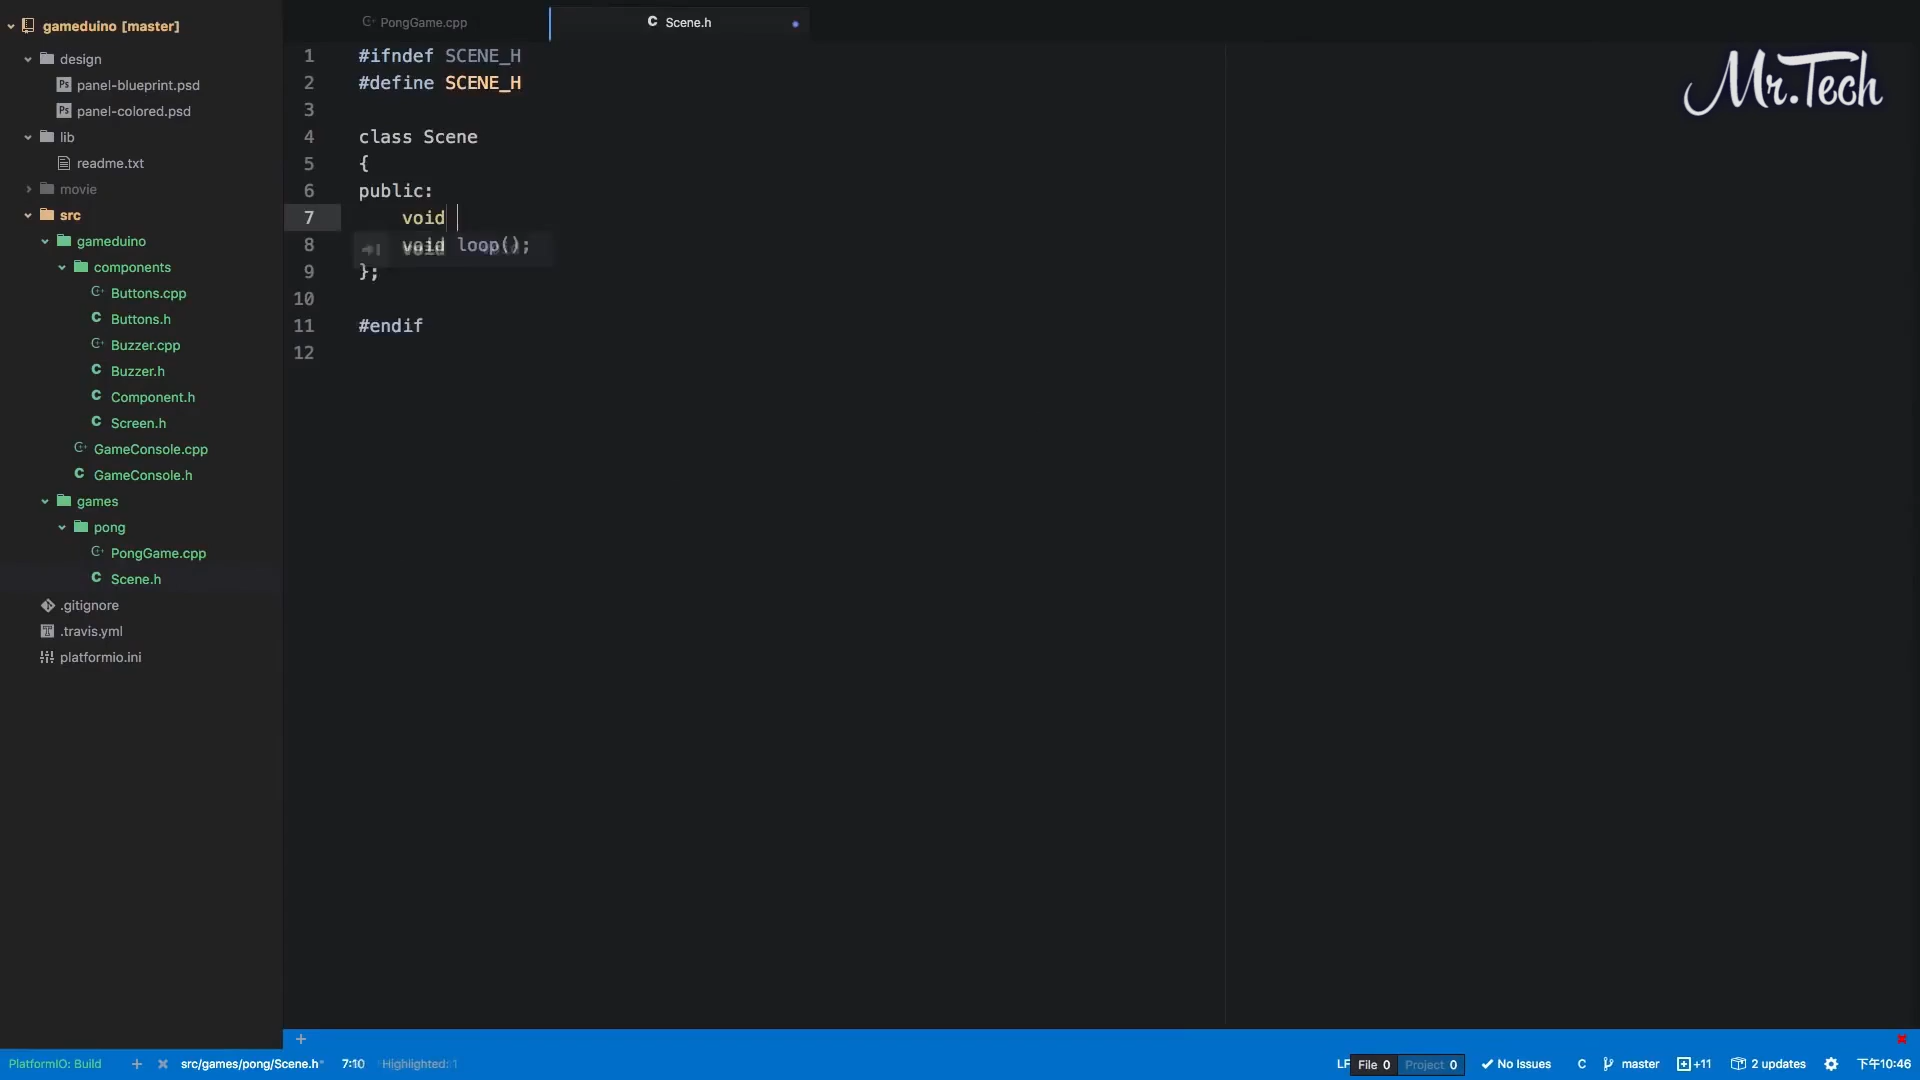 gameduino [master]
design
panel-blueprint.psd
panel-colored.psd
lib
readme.txt
movie
src
gameduino
components
Buttons.cpp
Buttons.h
Buzzer.cpp
Buzzer.h
Component.h
Screen.h
GameConsole.cpp
GameConsole.h
games
pong
PongGame.cpp
Scene.h
.gitignore
.travis.yml
platformio.ini
PongGame.cpp
Scene.h
Mr.Tech
1 #ifndef SCENE_H
2 #define SCENE_H
3
4 class Scene
5 {
6 public:
7 void
8 void loop();
9 };
10
11 #endif
12
PlatformIO: Build + × src/games/pong/Scene.h* 7:10 Highlighted: 1 LF File 0 Project 0 No Issues C master +11 2 updates 下午10:46